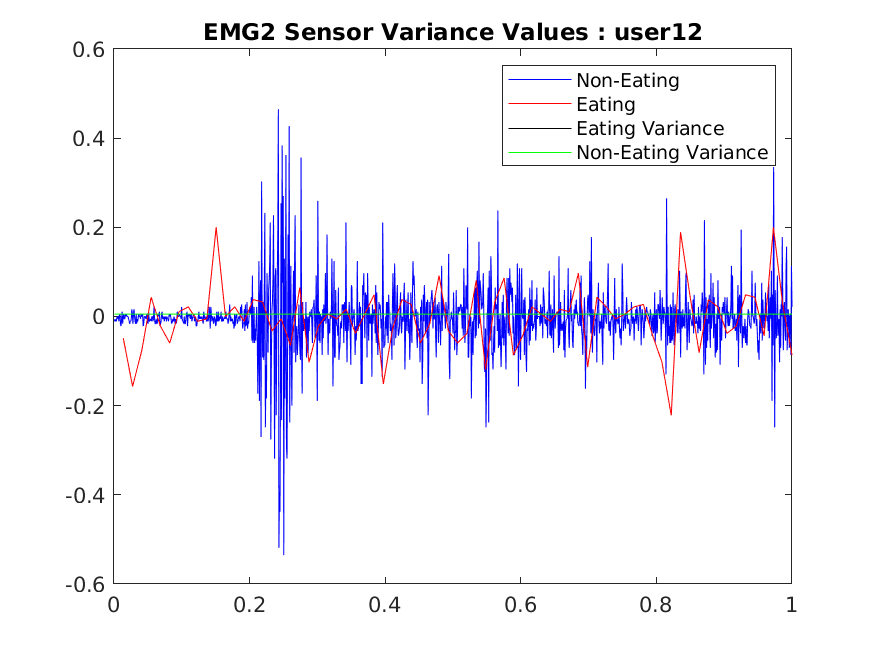 EMG2 Sensor Variance Values : user12
Non-Eating
Eating
Eating Variance
Non-Eating Variance
0.6
0.4
0.2
0
-0.2
-0.4
-0.6
0
0.2
0.4
0.6
0.8
1